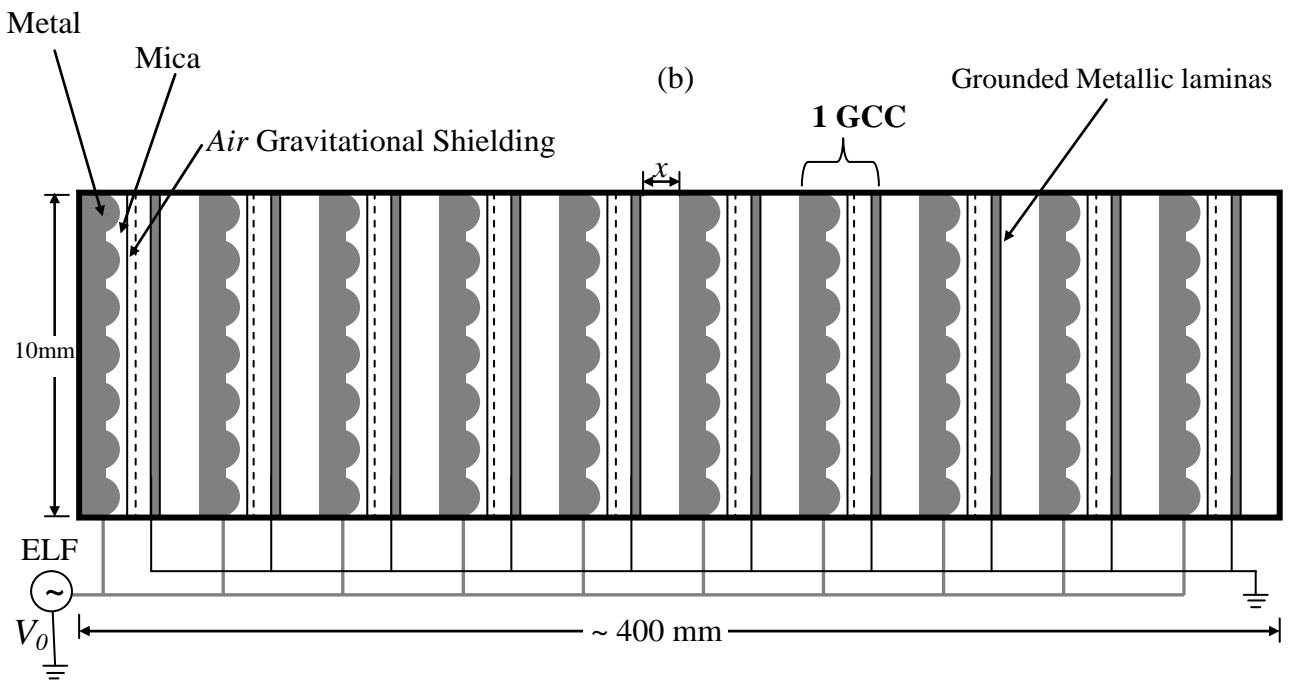 Metal
Mica
(b)
Grounded Metallic laminas
1 GCC
Air Gravitational Shielding
x
10mm
ELF
~
V0
~ 400 mm